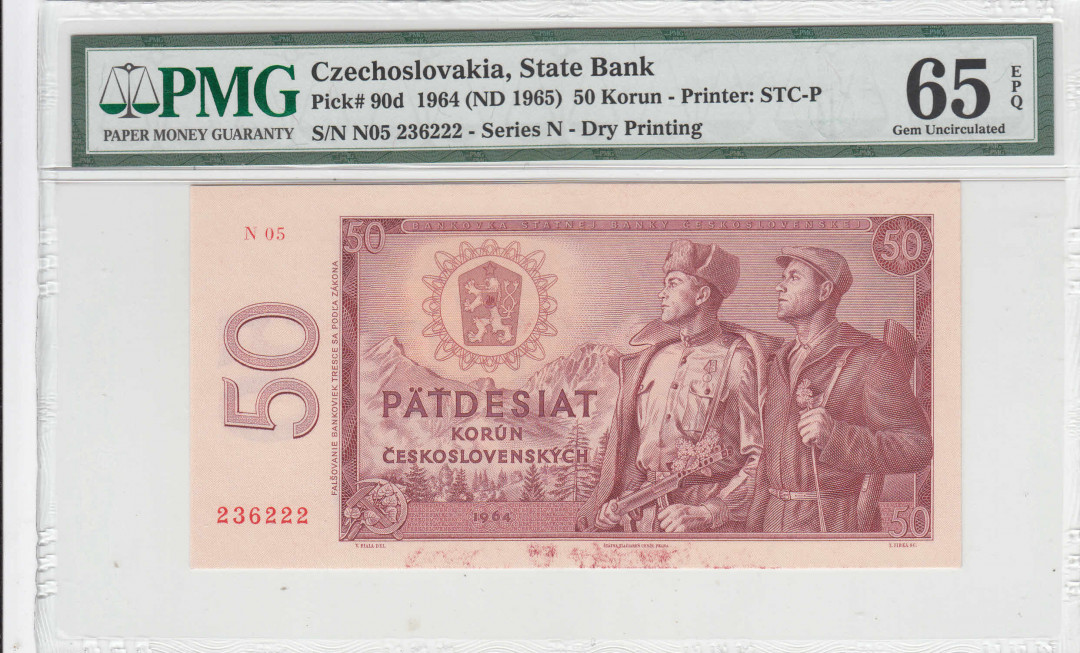 PMG
PAPER MONEY GUARANTY
Czechoslovakia, State Bank
Pick# 90d 1964 (ND 1965) 50 Korun - Printer: STC-P
S/N N05 236222 - Series N - Dry Printing
65 EPQ
Gem Uncirculated
N 05
50
BANKOVKA STÁTNEJ BANKY ČESKOSLOVENSKEJ
50
50
FALŠOVANIE BANKOVIEK TRESCE SA PODĽA ZÁKONA
PÄŤDESIAT
KORÚN
ČESKOSLOVENSKÝCH
236222
1964
50